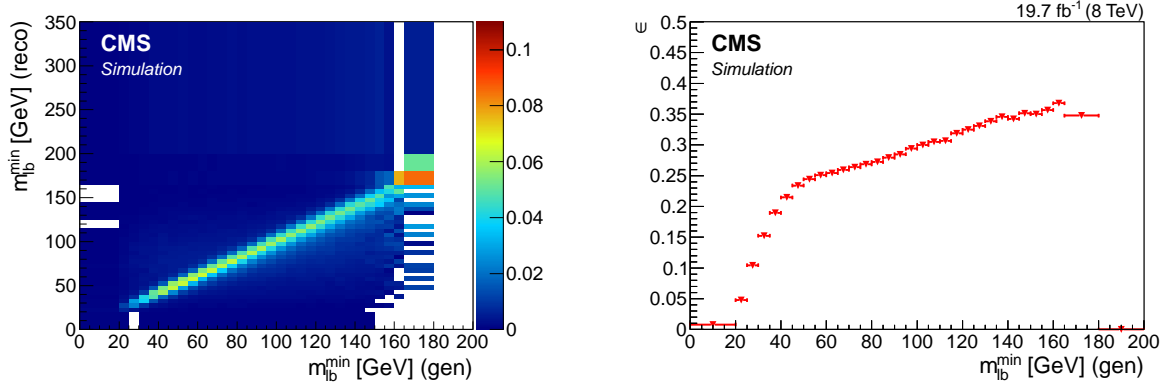 CMS
Simulation
m_lb^min [GeV] (reco)
350
300
250
200
150
100
50
0
0 20 40 60 80 100 120 140 160 180 200
m_lb^min [GeV] (gen)
0.1
0.08
0.06
0.04
0.02
0
19.7 fb⁻¹ (8 TeV)
CMS
Simulation
ϵ
0.5
0.45
0.4
0.35
0.3
0.25
0.2
0.15
0.1
0.05
0
0 20 40 60 80 100 120 140 160 180 200
m_lb^min [GeV] (gen)